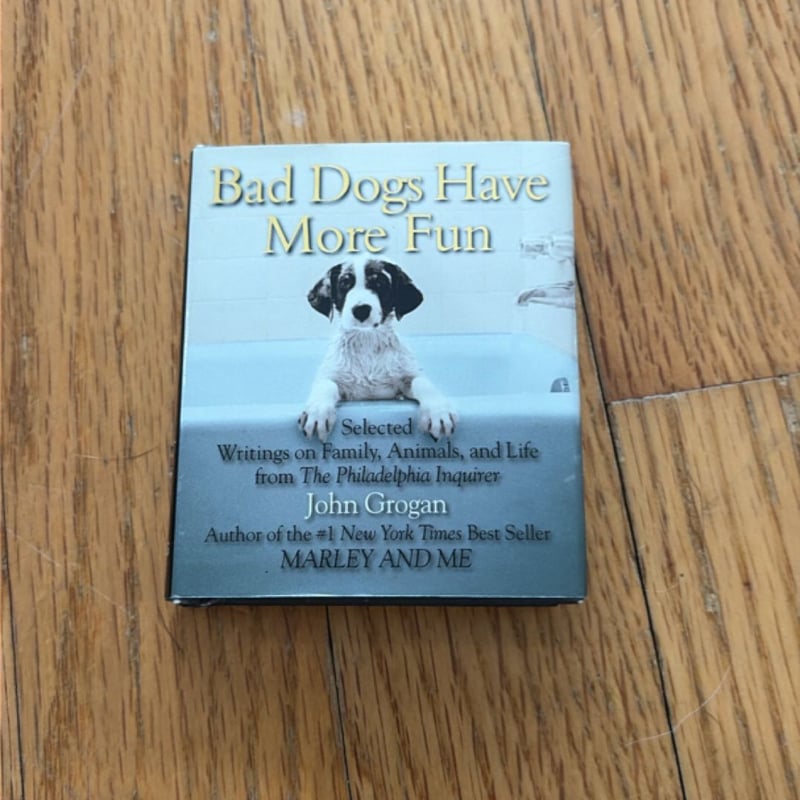 Bad Dogs Have
More Fun
Selected
Writings on Family, Animals, and Life
from The Philadelphia Inquirer
John Grogan
Author of the #1 New York Times Best Seller
MARLEY AND ME